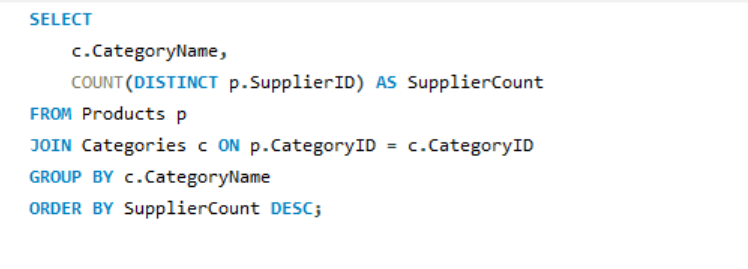 SELECT
    c.CategoryName,
    COUNT(DISTINCT p.SupplierID) AS SupplierCount
FROM Products p
JOIN Categories c ON p.CategoryID = c.CategoryID
GROUP BY c.CategoryName
ORDER BY SupplierCount DESC;